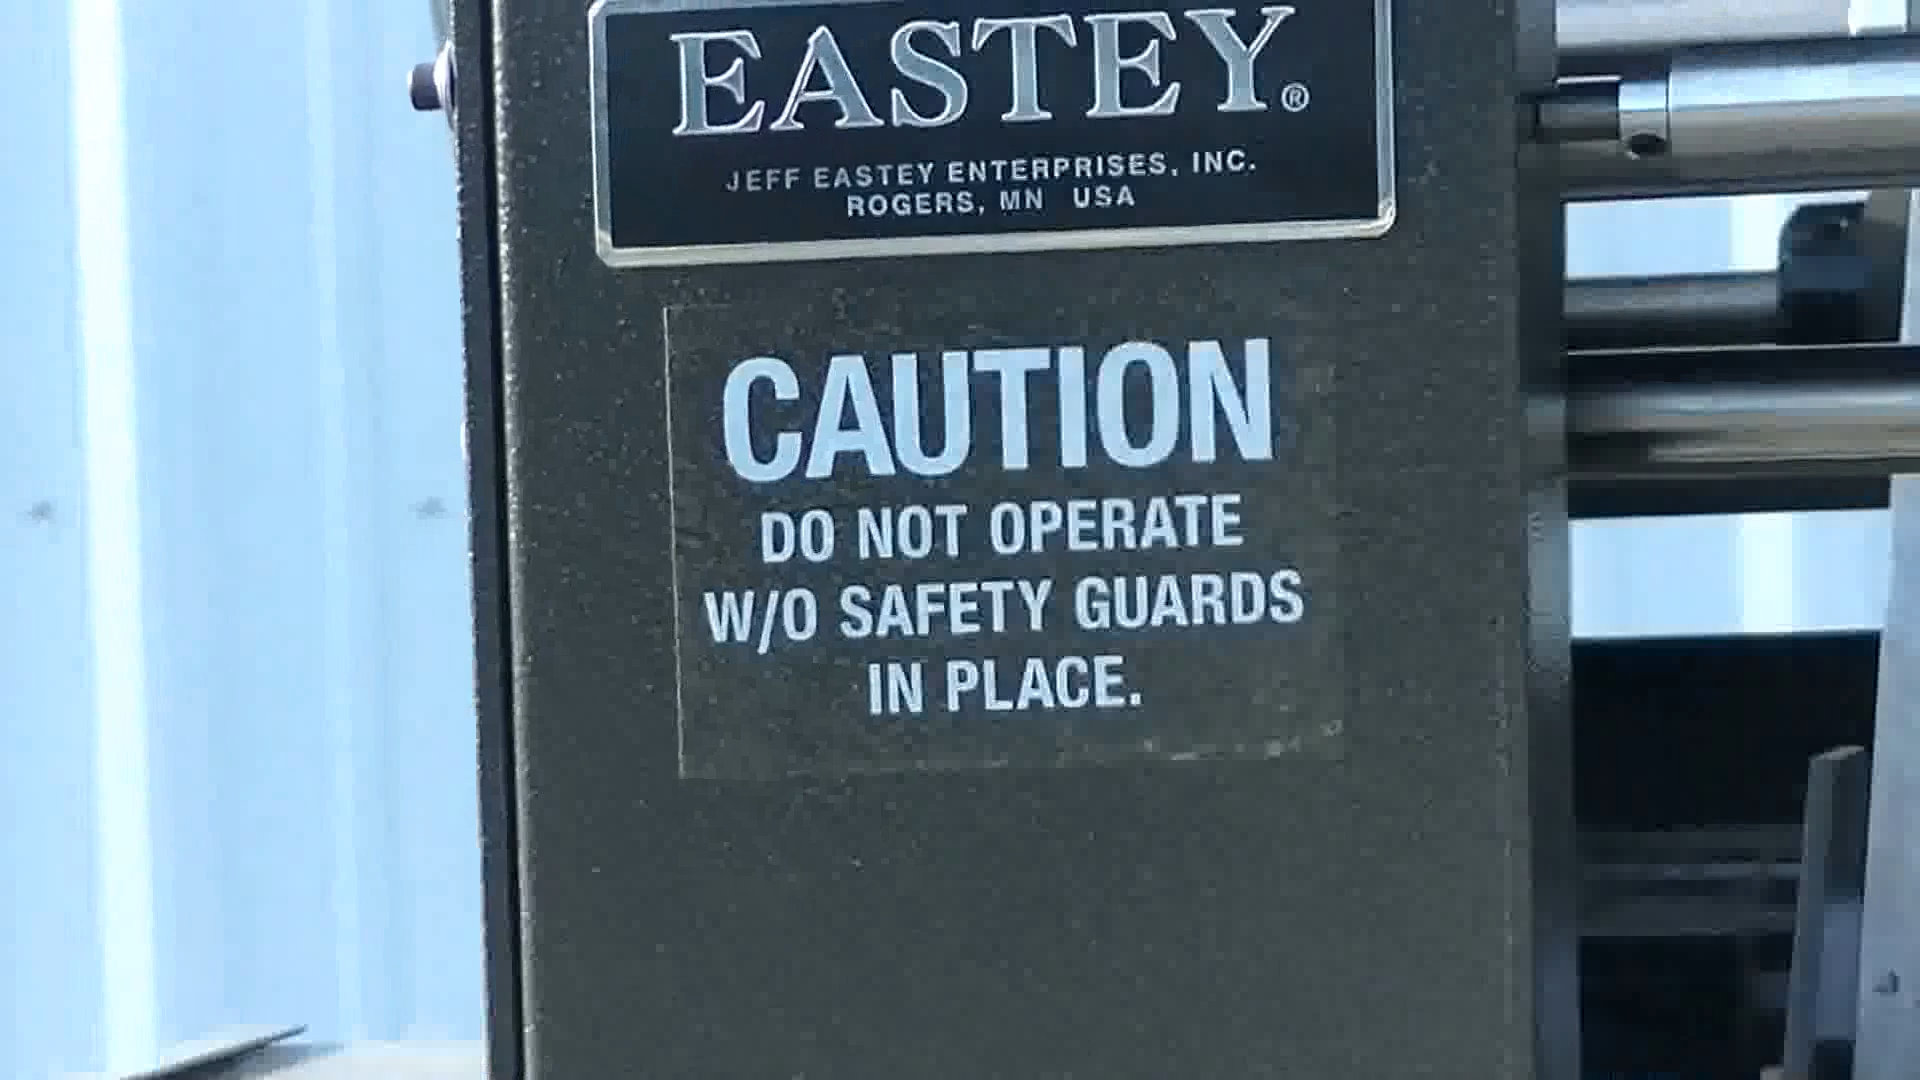 EASTEY®
JEFF EASTEY ENTERPRISES, INC.
ROGERS, MN USA
CAUTION
DO NOT OPERATE
W/O SAFETY GUARDS
IN PLACE.